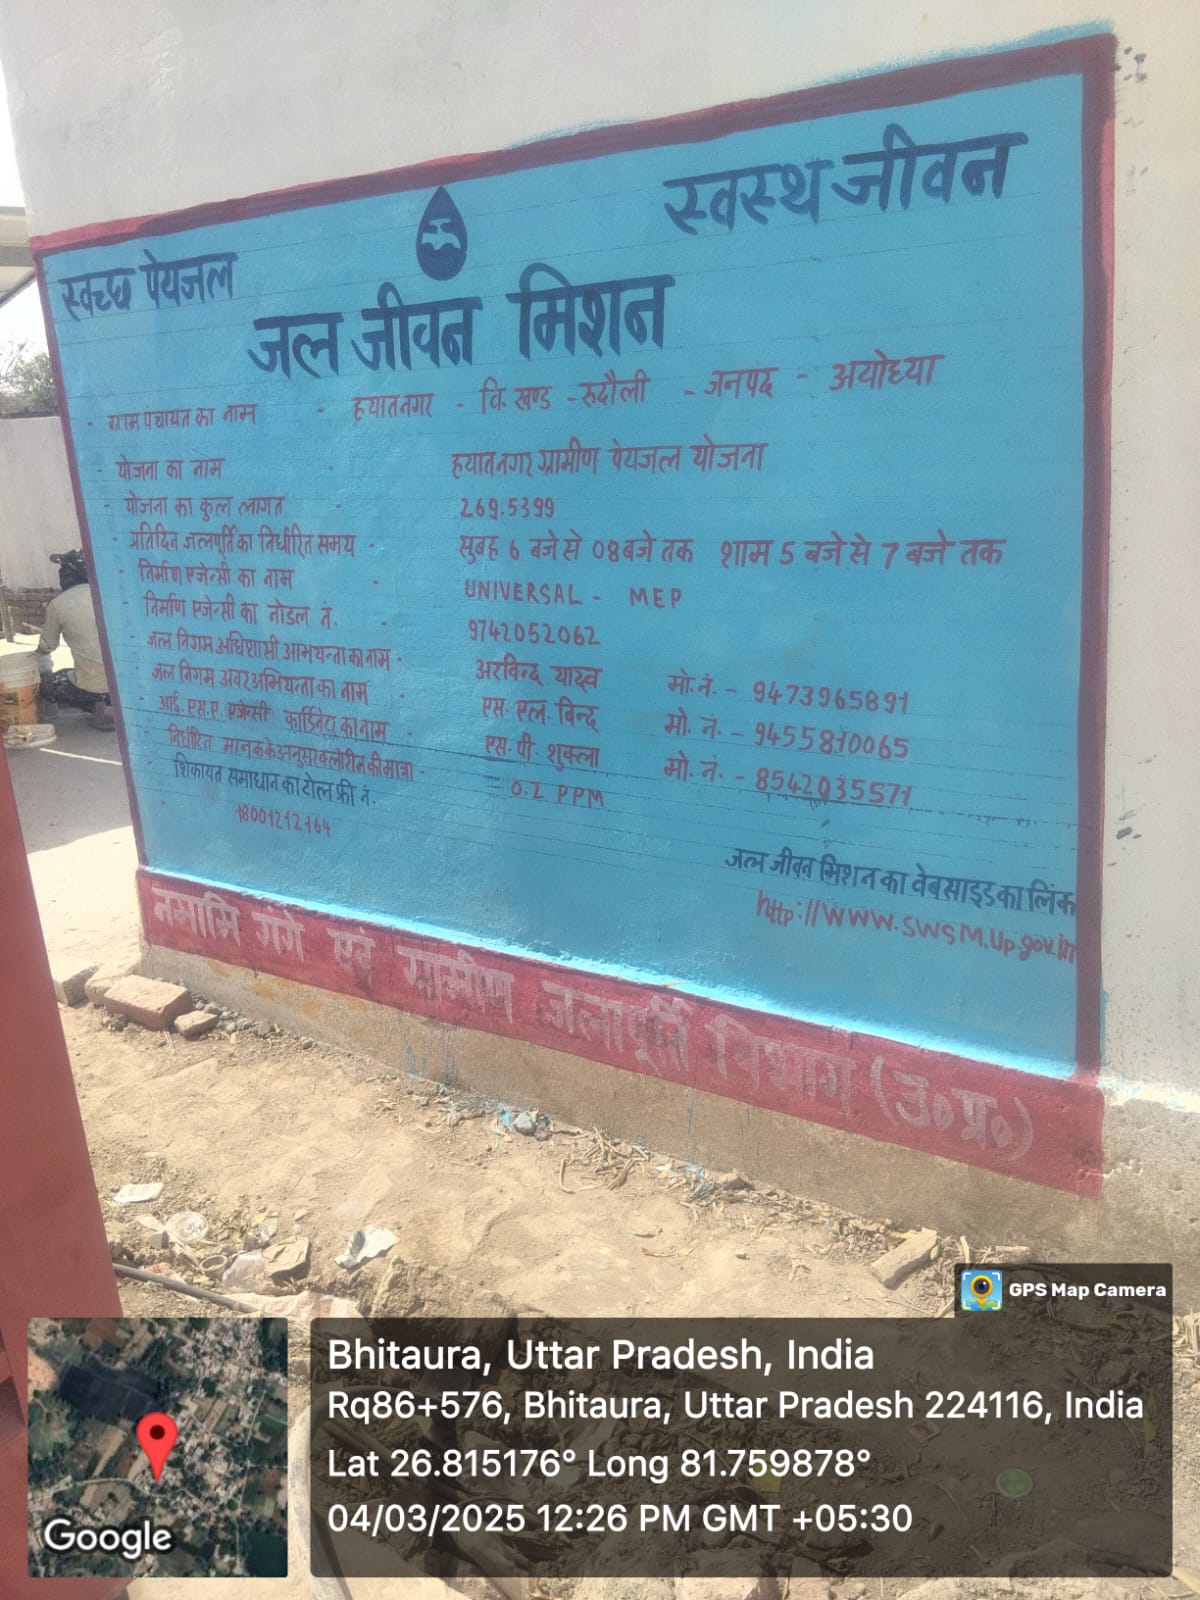 स्वच्छ पेयजल
स्वस्थ जीवन
जल जीवन मिशन
ग्राम पंचायत का नाम - हयातनगर - वि. खण्ड - रुदौली - जनपद - अयोध्या
योजना का नाम - हयातनगर ग्रामीण पेयजल योजना
योजना का कुल लागत - 269.5399
प्रतिदिन जलपूर्ति का निर्धारित समय - सुबह 6 बजे से 08 बजे तक शाम 5 बजे से 7 बजे तक
निर्माण एजेन्सी का नाम - UNIVERSAL - MEP
निर्माण एजेन्सी का नोडल नं. - 9742052062
जल निगम अधिशासी अभियन्ता का नाम - अरविन्द यादव मो. नं. - 9473965891
जल निगम अवर अभियन्ता का नाम - एस. एल. बिन्द मो. नं. - 9455810065
आई. एस. ए. एजेन्सी का नाम - एस. पी. शुक्ला मो. नं. - 8542035571
निर्धारित मानक के अनुसार क्लोरीन की मात्रा - 0.2 PPM
शिकायत समाधान का टोल फ्री नं.
18001212164
जल जीवन मिशन का वेबसाइड का लिंक
http://www.swsm.up.gov.in
नमामि गंगे एवं ग्रामीण जलापूर्ति विभाग (उ०प्र०)
GPS Map Camera
Bhitaura, Uttar Pradesh, India
Rq86+576, Bhitaura, Uttar Pradesh 224116, India
Lat 26.815176° Long 81.759878°
04/03/2025 12:26 PM GMT +05:30
Google